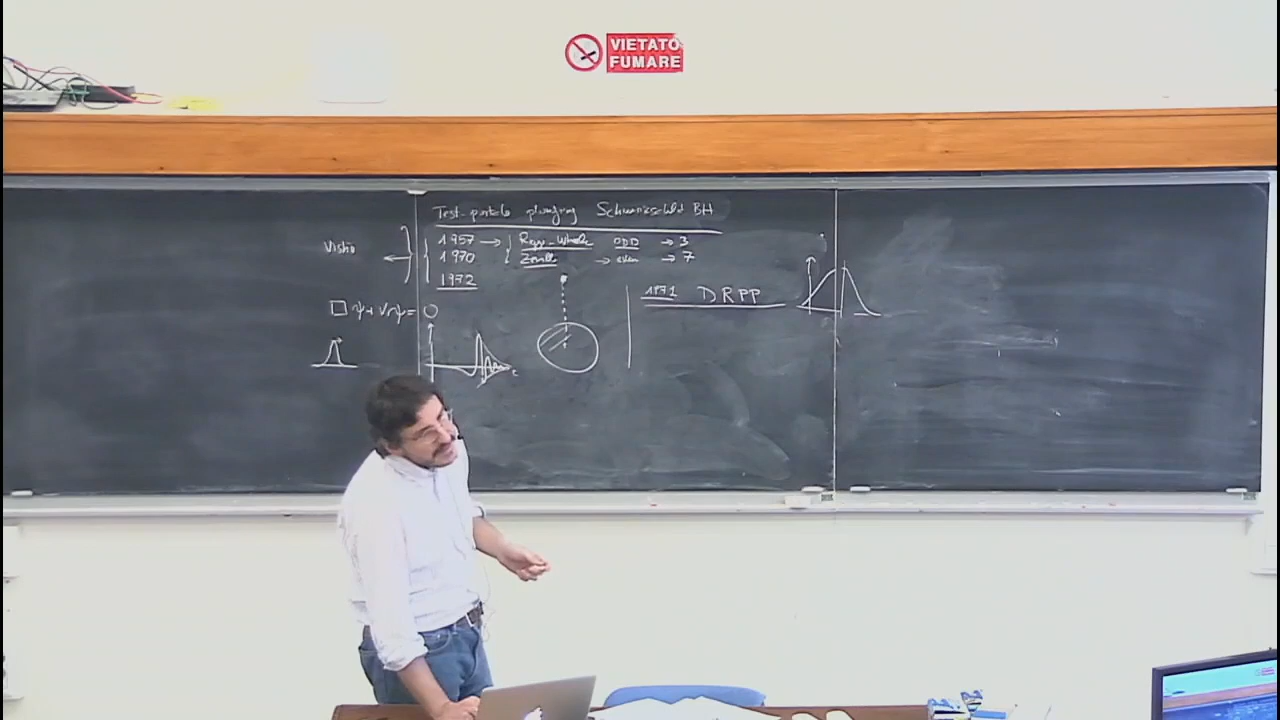 VIETATO
FUMARE
Test-particle plunging Schwarzschild BH
1957 → Regge-Wheeler ODD → 3
1970 Zerilli → even → 7
1972
□ψ+Vψ=0
1971 DRPP